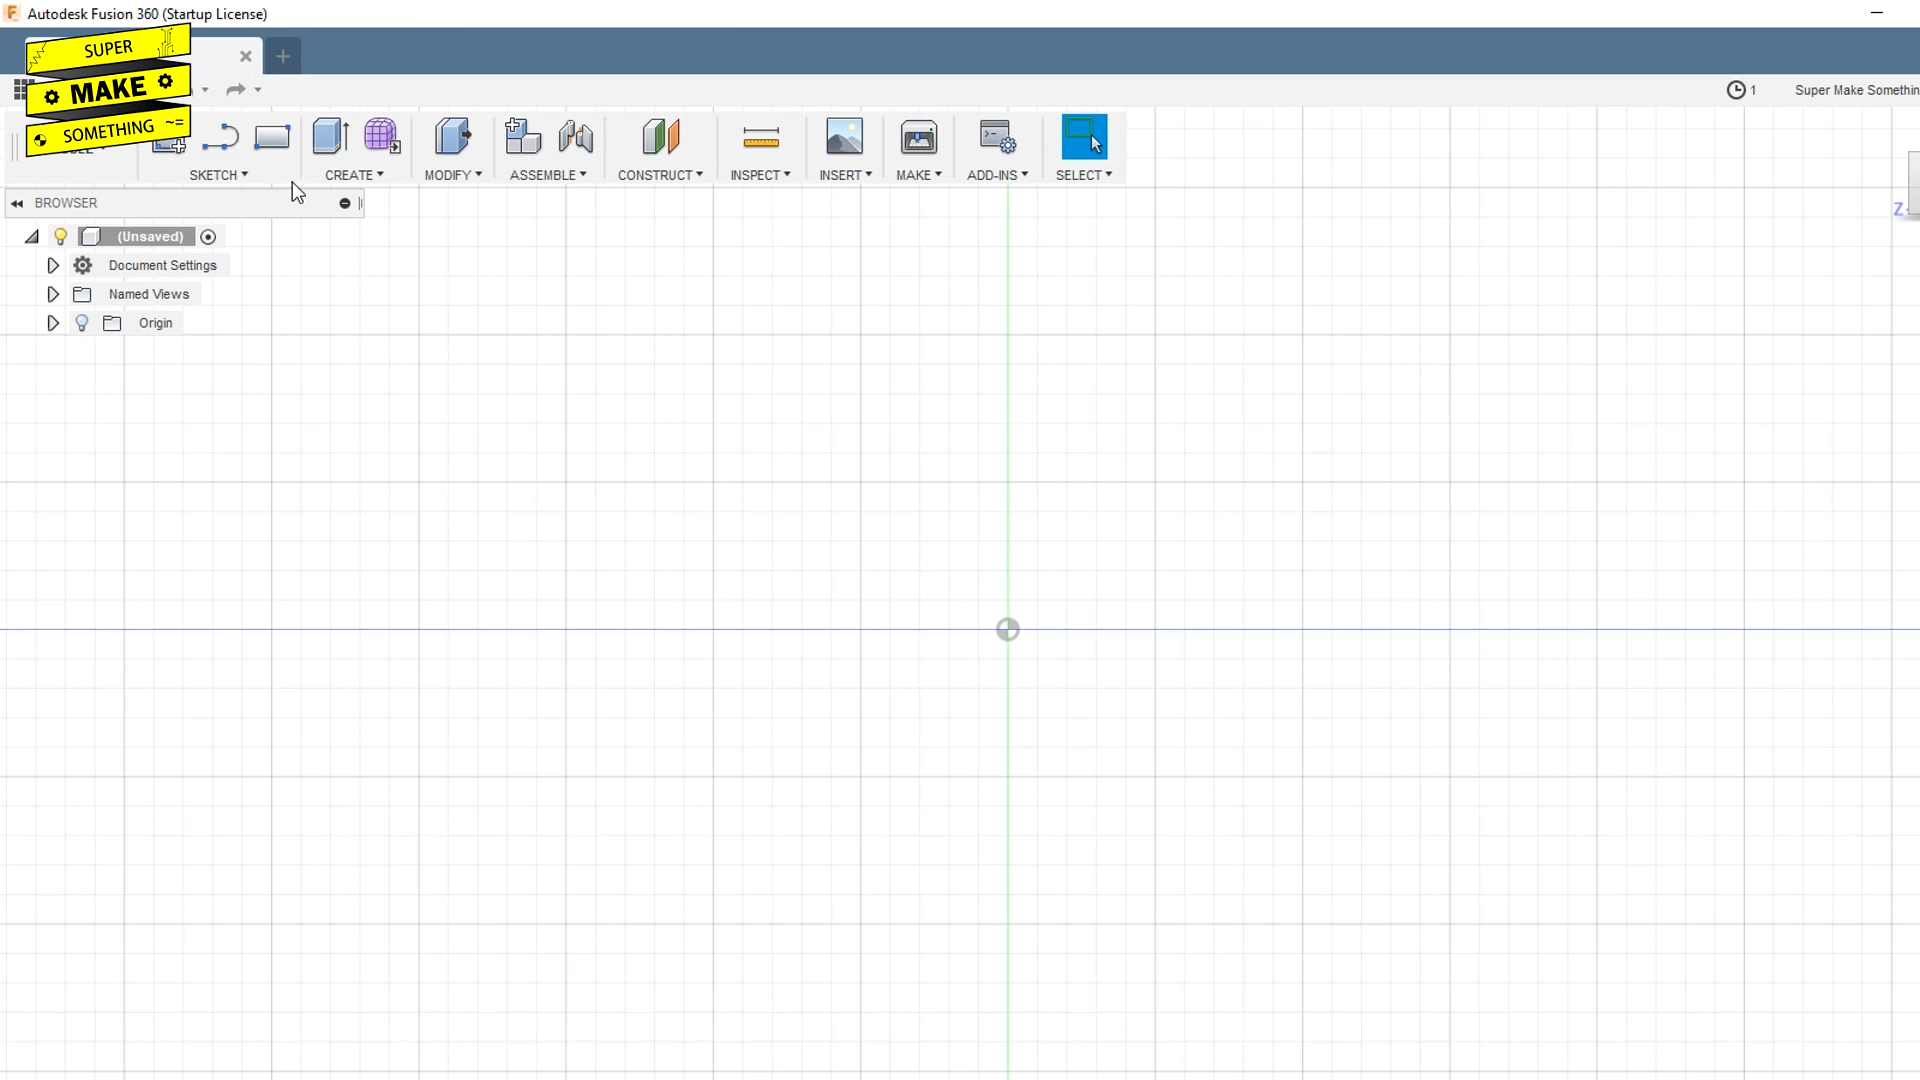 Autodesk Fusion 360 (Startup License)
SUPER
MAKE
SOMETHING ~=
1
Super Make Somethin
SKETCH
CREATE
MODIFY
ASSEMBLE
CONSTRUCT
INSPECT
INSERT
MAKE
ADD-INS
SELECT
BROWSER
Z
(Unsaved)
Document Settings
Named Views
Origin